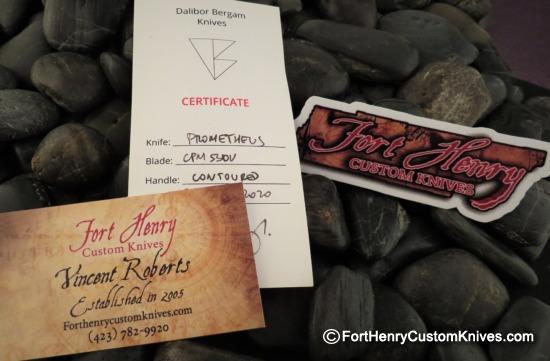 Dalibor Bergam
Knives
CERTIFICATE
Knife: PROMETHEUS
Blade: CPM S30V
Handle: CONTOURED
2020
Fort Henry
Custom Knives
Vincent Roberts
Established in 2005
Forthenrycustomknives.com
(423) 782-9920
Fort Henry
CUSTOM KNIVES
©FortHenryCustomKnives.com